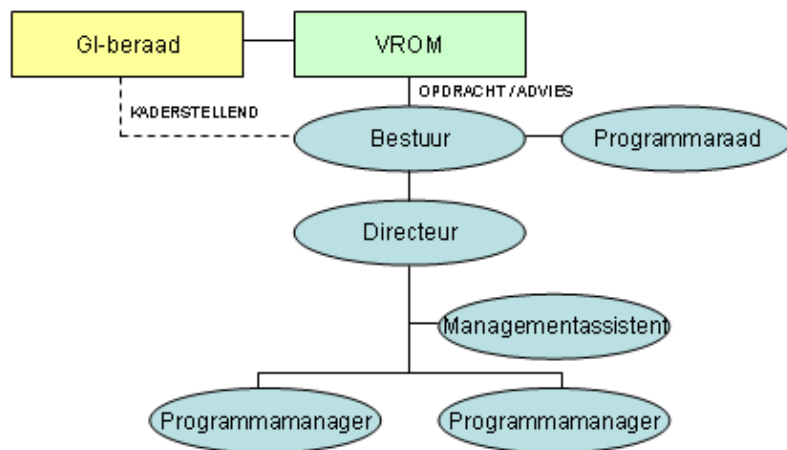 GI-beraad
VROM
OPDRACHT / ADVIES
KADERSTELLEND
Bestuur
Programmaraad
Directeur
Managementassistent
Programmamanager
Programmamanager